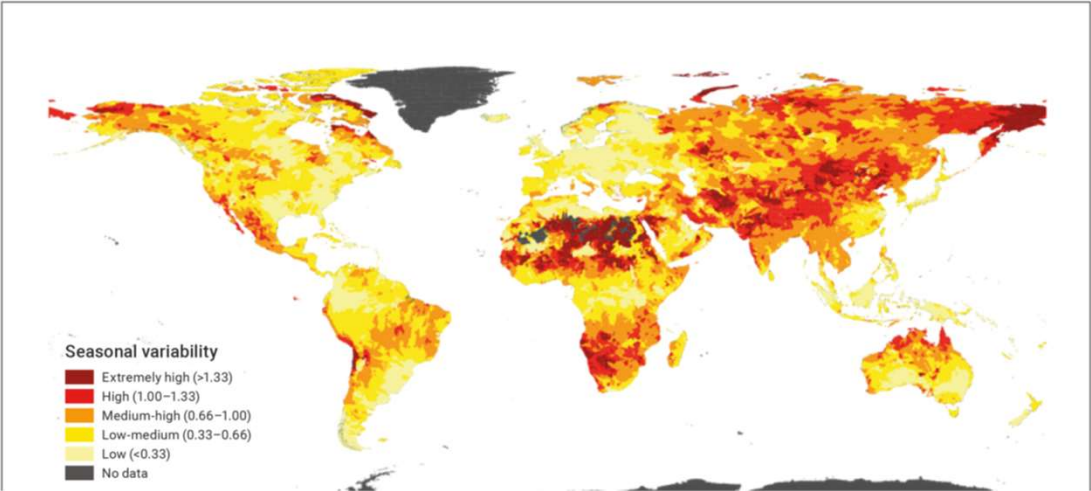 Seasonal variability
Extremely high (>1.33)
High (1.00–1.33)
Medium-high (0.66–1.00)
Low-medium (0.33–0.66)
Low (<0.33)
No data